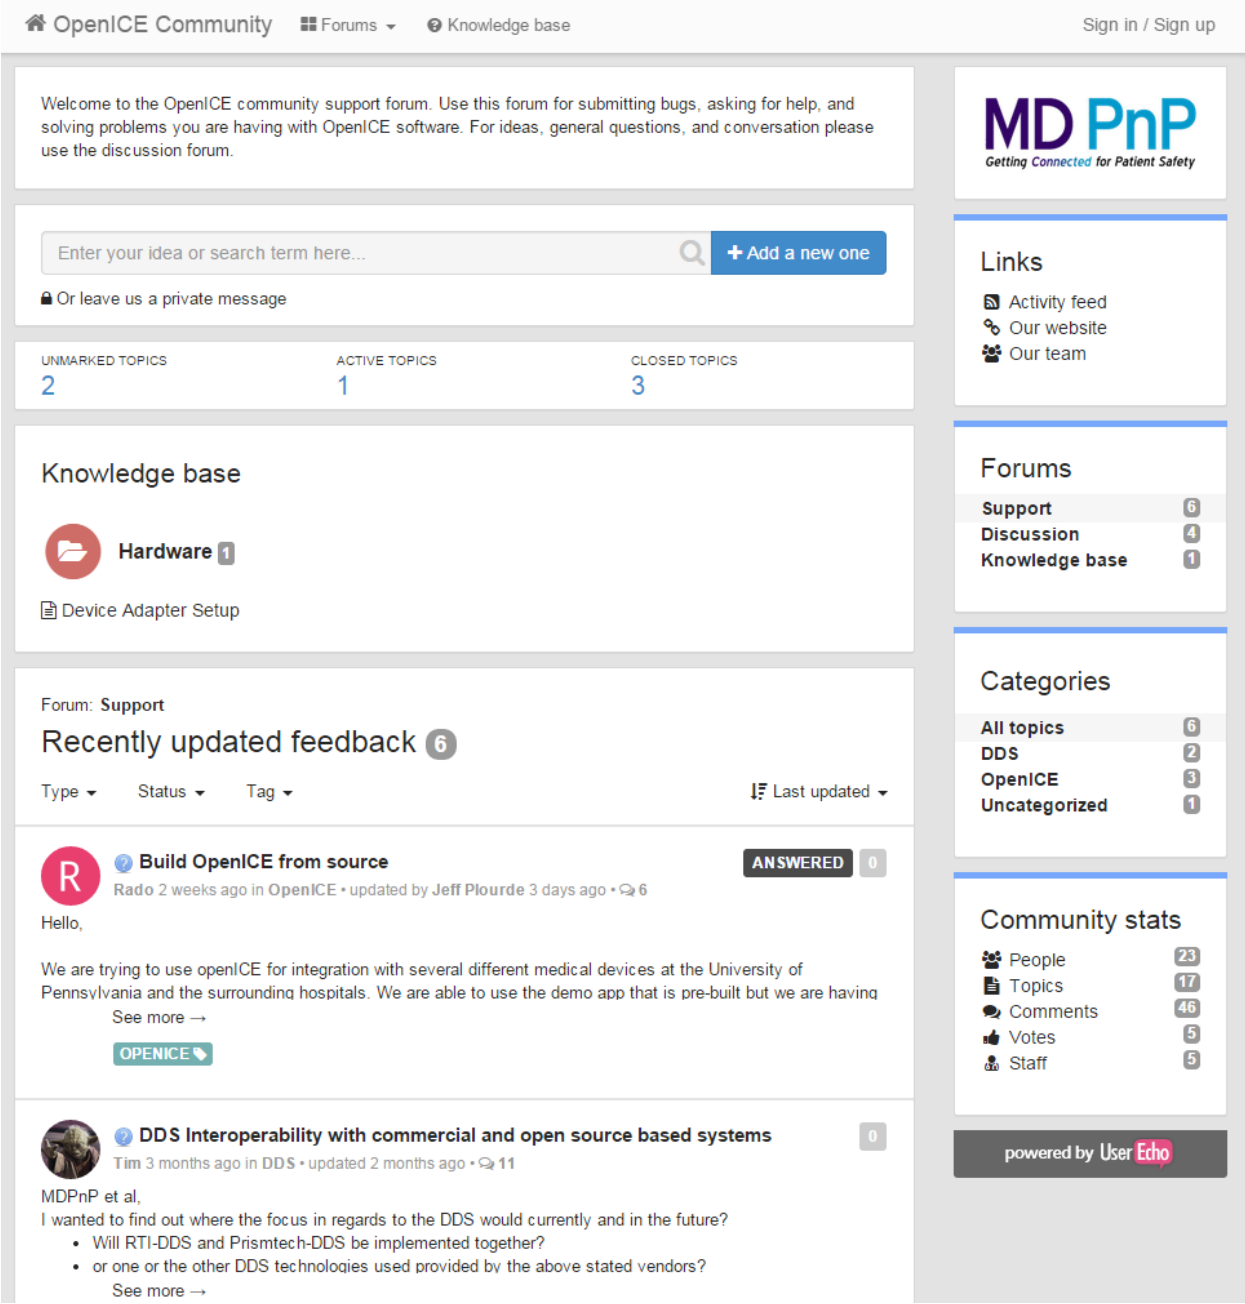 OpenICE Community Forums Knowledge base Sign in / Sign up
Welcome to the OpenICE community support forum. Use this forum for submitting bugs, asking for help, and
solving problems you are having with OpenICE software. For ideas, general questions, and conversation please
use the discussion forum.
Enter your idea or search term here... + Add a new one
Or leave us a private message
UNMARKED TOPICS ACTIVE TOPICS CLOSED TOPICS
2 1 3
Knowledge base
Hardware 1
Device Adapter Setup
Forum: Support
Recently updated feedback 6
Type Status Tag Last updated
R
Build OpenICE from source ANSWERED 0
Rado 2 weeks ago in OpenICE • updated by Jeff Plourde 3 days ago • 6
Hello,
We are trying to use openICE for integration with several different medical devices at the University of
Pennsylvania and the surrounding hospitals. We are able to use the demo app that is pre-built but we are having
See more →
OPENICE
DDS Interoperability with commercial and open source based systems 0
Tim 3 months ago in DDS • updated 2 months ago • 11
MDPnP et al,
I wanted to find out where the focus in regards to the DDS would currently and in the future?
• Will RTI-DDS and Prismtech-DDS be implemented together?
• or one or the other DDS technologies used provided by the above stated vendors?
See more →
MD PnP
Getting Connected for Patient Safety
Links
Activity feed
Our website
Our team
Forums
Support 6
Discussion 4
Knowledge base 1
Categories
All topics 6
DDS 2
OpenICE 3
Uncategorized 1
Community stats
People 23
Topics 17
Comments 46
Votes 5
Staff 5
powered by User Echo